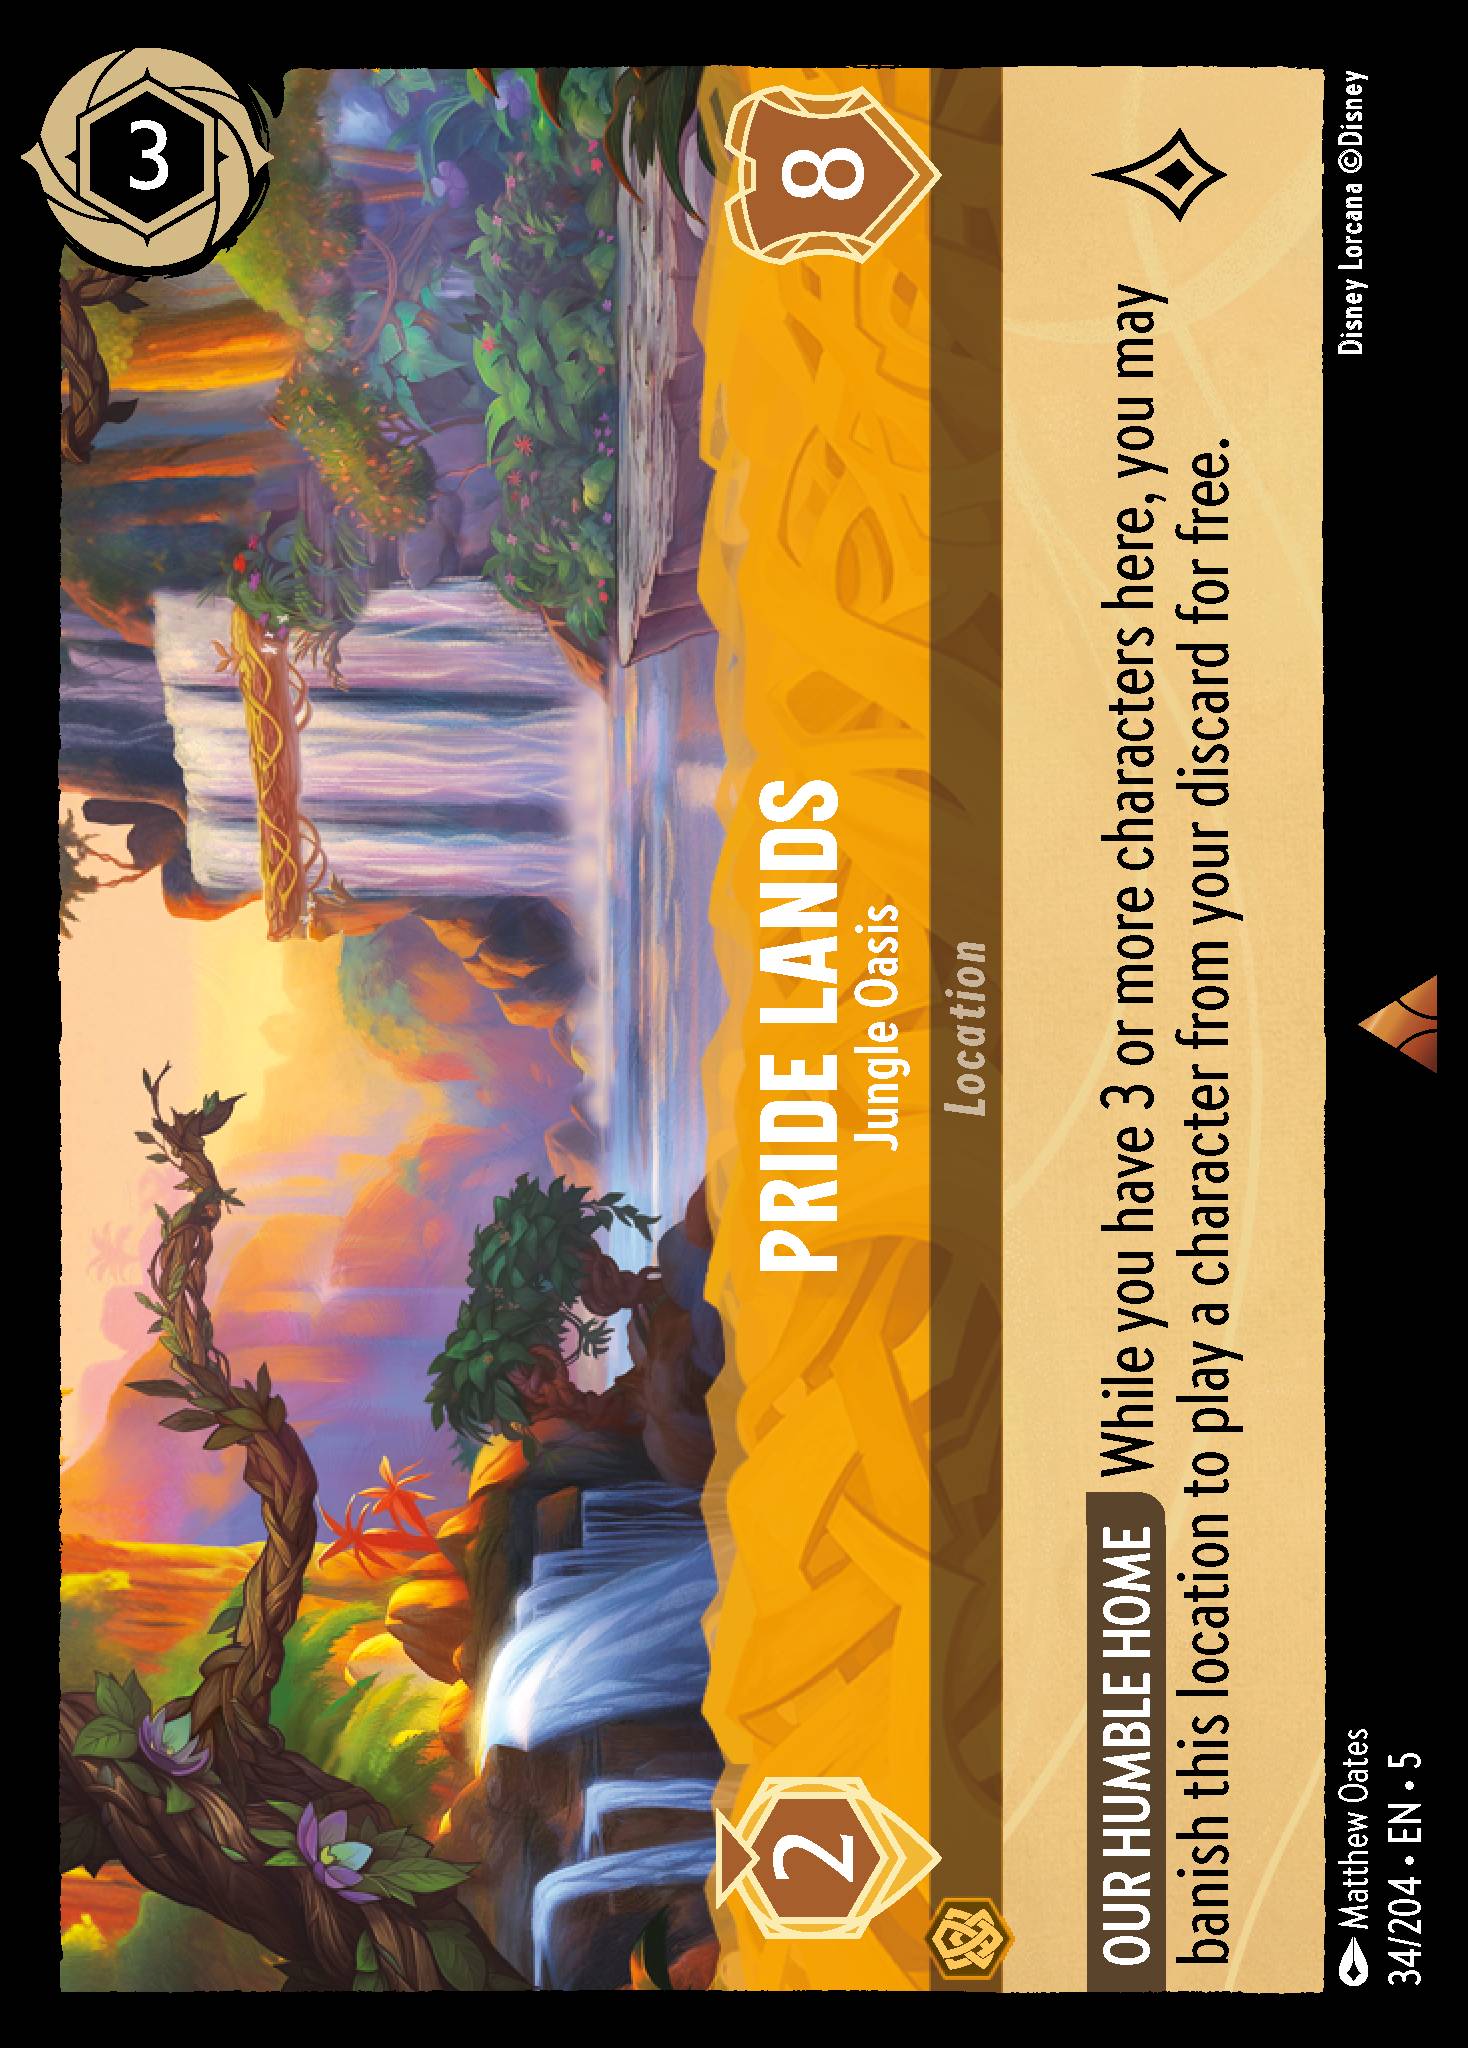 3
2
PRIDE LANDS
8
Jungle Oasis
Location
OUR HUMBLE HOME While you have 3 or more characters here, you may
banish this location to play a character from your discard for free.
Matthew Oates
Disney Lorcana ©Disney
34/204 • EN • 5